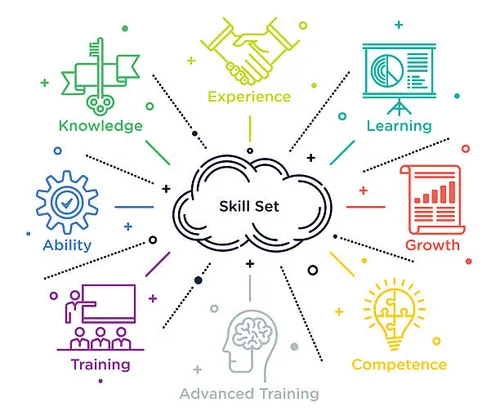 Experience
Knowledge
Learning
Skill Set
Ability
Growth
Training
Competence
Advanced Training